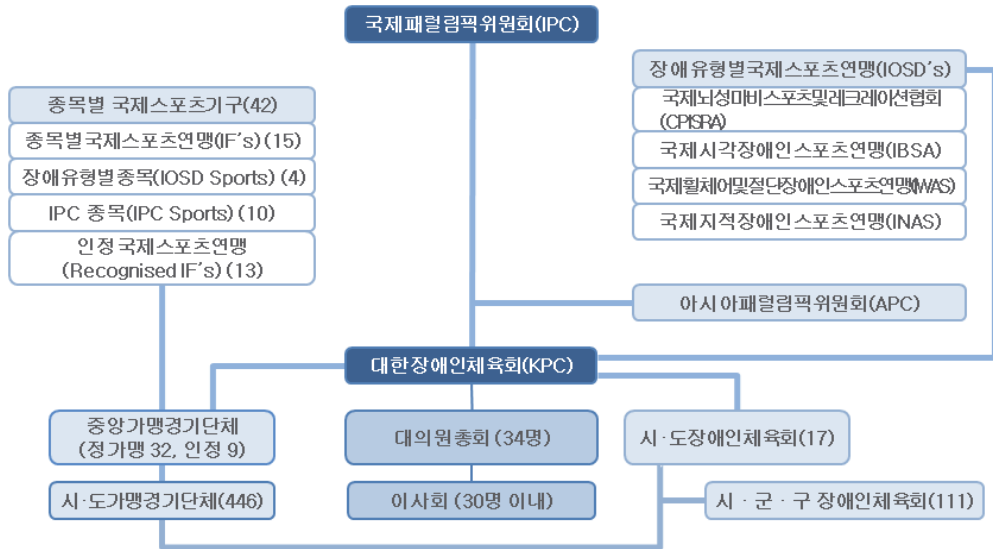 국제패럴림픽위원회(IPC)
장애유형별국제스포츠연맹(IOSD's)
국제뇌성마비스포츠및레크레이션협회
(CPISRA)
국제시각장애인스포츠연맹(IBSA)
국제휠체어및절단장애인스포츠연맹(IWAS)
국제지적장애인스포츠연맹(INAS)
종목별 국제스포츠기구(42)
종목별국제스포츠연맹(IF's) (15)
장애유형별종목(IOSD Sports) (4)
IPC 종목(IPC Sports) (10)
인정 국제스포츠연맹
(Recognised IF's) (13)
아시아패럴림픽위원회(APC)
대한장애인체육회(KPC)
중앙가맹경기단체
(정가맹 32, 인정 9)
대의원총회 (34명)
시·도장애인체육회(17)
시·도가맹경기단체(446)
이사회 (30명 이내)
시 · 군 · 구 장애인체육회(111)